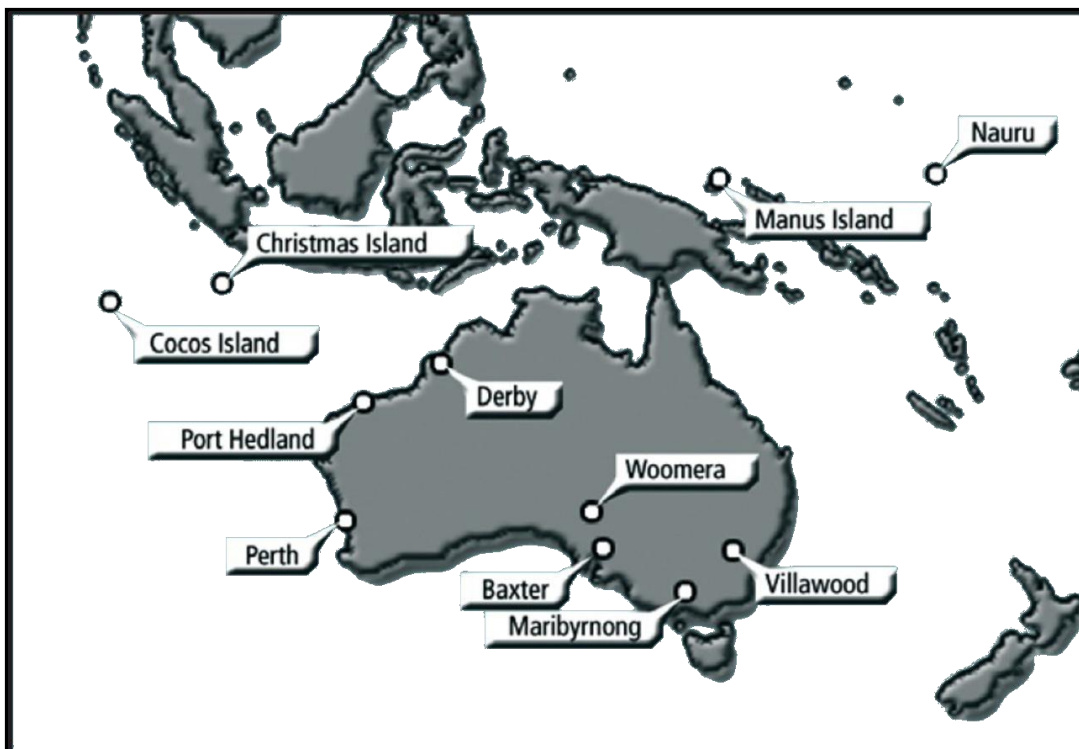 Nauru
Manus Island
Christmas Island
Cocos Island
Derby
Port Hedland
Woomera
Perth
Baxter
Villawood
Maribyrnong